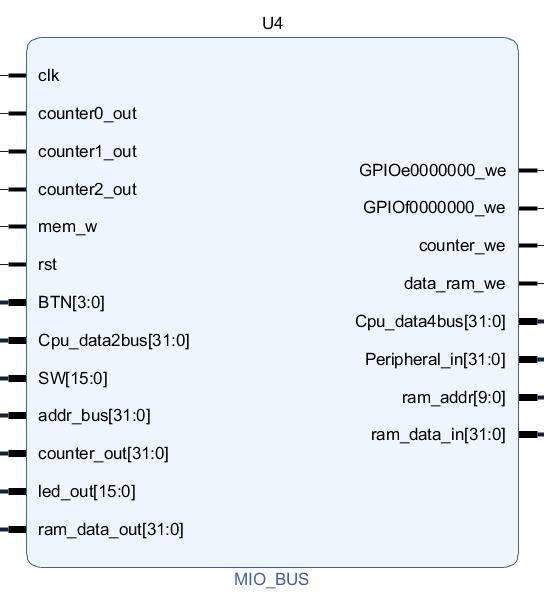 U4
clk
counter0_out
counter1_out
counter2_out
mem_w
rst
BTN[3:0]
Cpu_data2bus[31:0]
SW[15:0]
addr_bus[31:0]
counter_out[31:0]
led_out[15:0]
ram_data_out[31:0]
GPIOe0000000_we
GPIOf0000000_we
counter_we
data_ram_we
Cpu_data4bus[31:0]
Peripheral_in[31:0]
ram_addr[9:0]
ram_data_in[31:0]
MIO_BUS